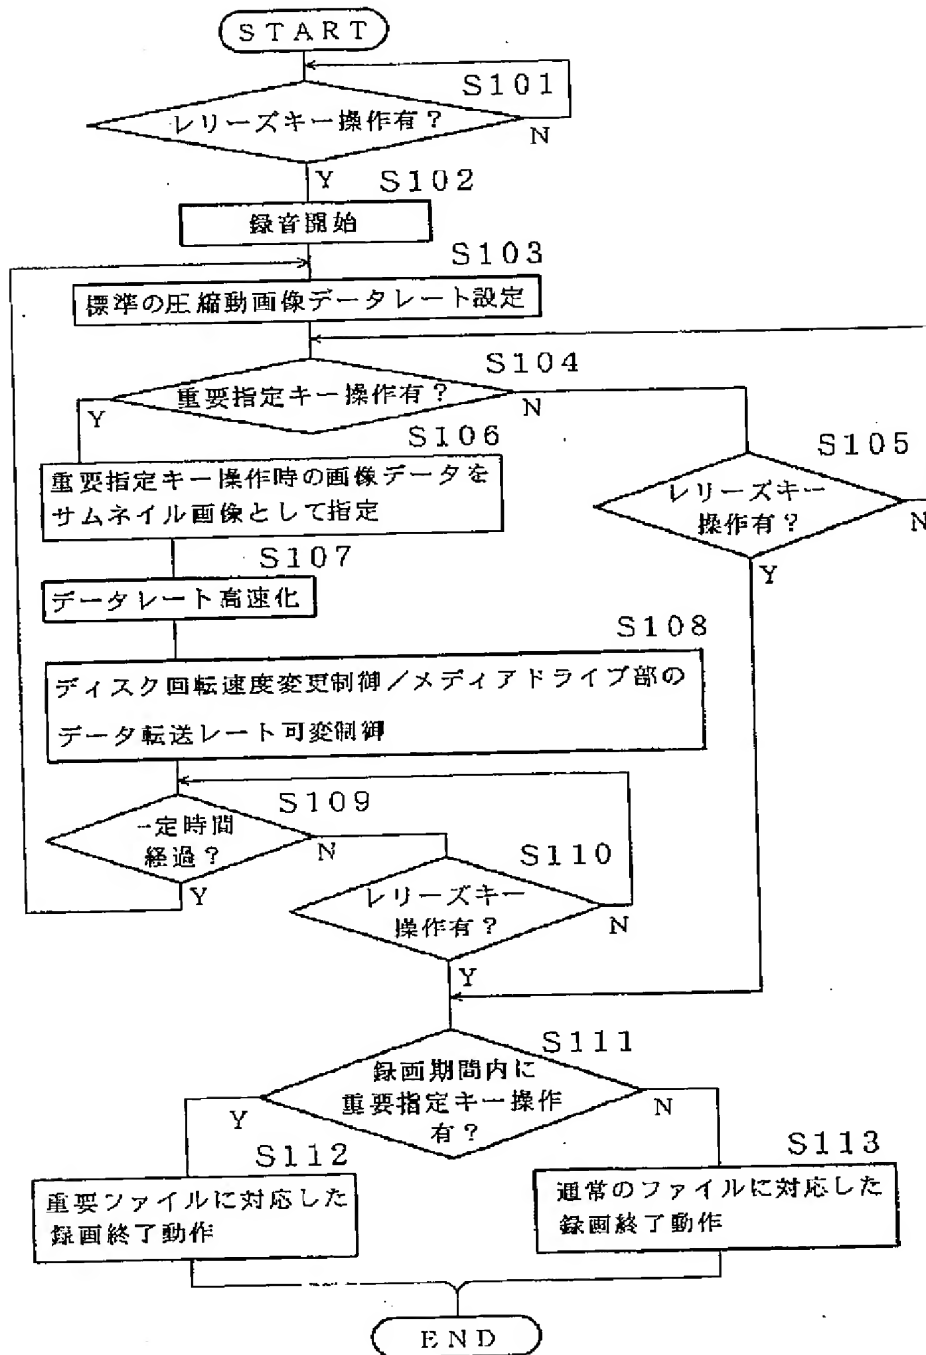 START
S101
レリーズキー操作有？
N
Y
S102
録音開始
S103
標準の圧縮動画像データレート設定
S104
重要指定キー操作有？
Y
N
S105
レリーズキー
操作有？
N
Y
S106
重要指定キー操作時の画像データを
サムネイル画像として指定
S107
データレート高速化
S108
ディスク回転速度変更制御／メディアドライブ部の
データ転送レート可変制御
S109
一定時間
経過？
N
Y
S110
レリーズキー
操作有？
N
Y
S111
録画期間内に
重要指定キー操作
有？
Y
N
S112
重要ファイルに対応した
録画終了動作
S113
通常のファイルに対応した
録画終了動作
END